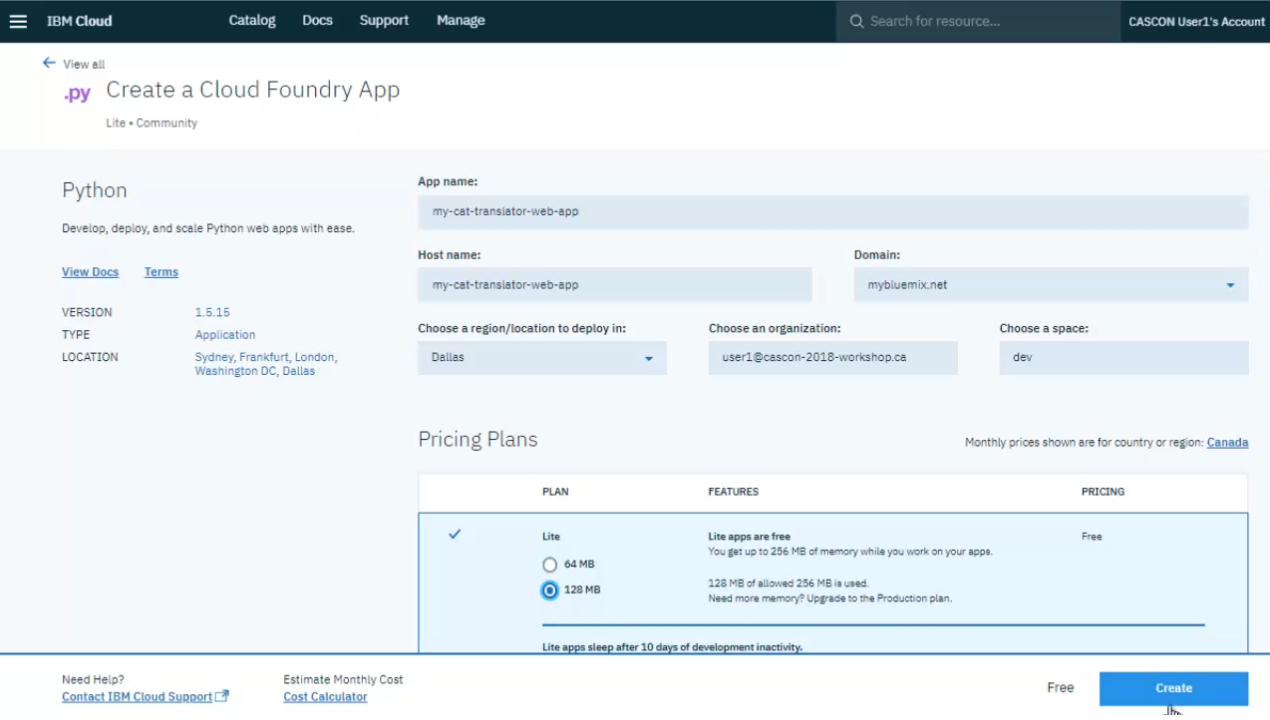 IBM Cloud Catalog Docs Support Manage Search for resource... CASCON User1's Account
View all
.py Create a Cloud Foundry App
Lite • Community
Python
Develop, deploy, and scale Python web apps with ease.
View Docs Terms
VERSION 1.5.15
TYPE Application
LOCATION Sydney, Frankfurt, London,
Washington DC, Dallas
App name:
my-cat-translator-web-app
Host name: Domain:
my-cat-translator-web-app mybluemix.net
Choose a region/location to deploy in: Choose an organization: Choose a space:
Dallas user1@cascon-2018-workshop.ca dev
Pricing Plans Monthly prices shown are for country or region: Canada
PLAN FEATURES PRICING
Lite Lite apps are free Free
You get up to 256 MB of memory while you work on your apps.
64 MB
128 MB of allowed 256 MB is used.
128 MB
Need more memory? Upgrade to the Production plan.
Lite apps sleep after 10 days of development inactivity.
Need Help? Estimate Monthly Cost
Contact IBM Cloud Support Cost Calculator
Free Create